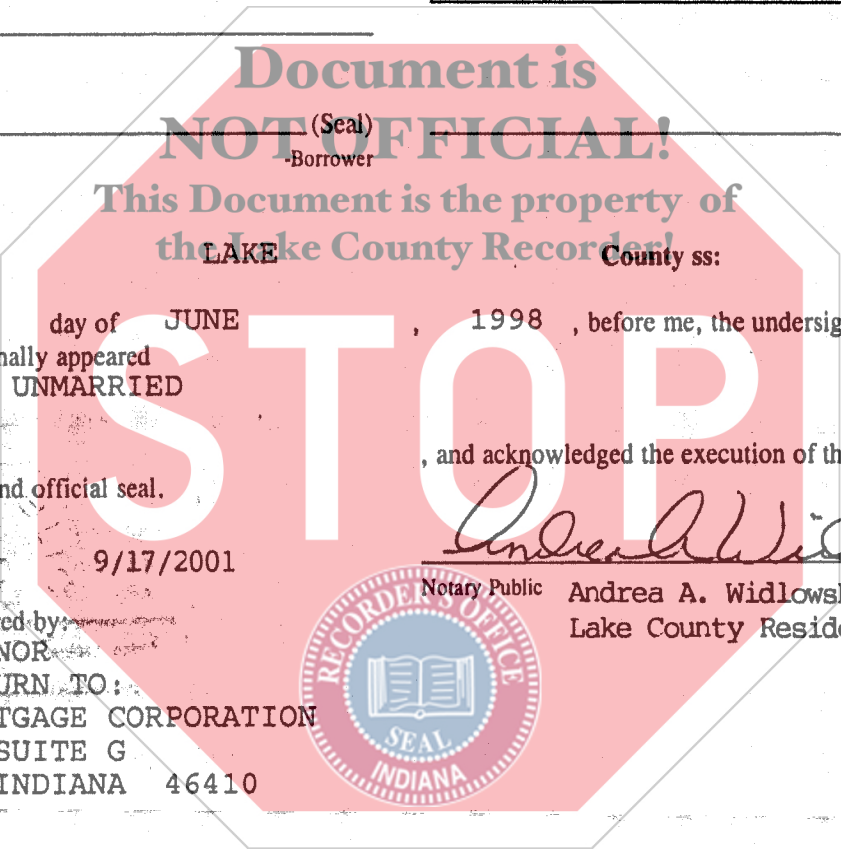 Document is
NOT OFFICIAL!
This Document is the property of
the Lake County Recorder!
STOP
(Seal)
-Borrower
LAKE County ss:
day of JUNE , 1998 , before me, the undersig
nally appeared
UNMARRIED
, and acknowledged the execution of th
nd official seal.
9/17/2001
Notary Public Andrea A. Widlows
Lake County Reside
red by:
NOR
URN TO:
TGAGE CORPORATION
SUITE G
INDIANA 46410
RECORDER'S OFFICE
SEAL
INDIANA